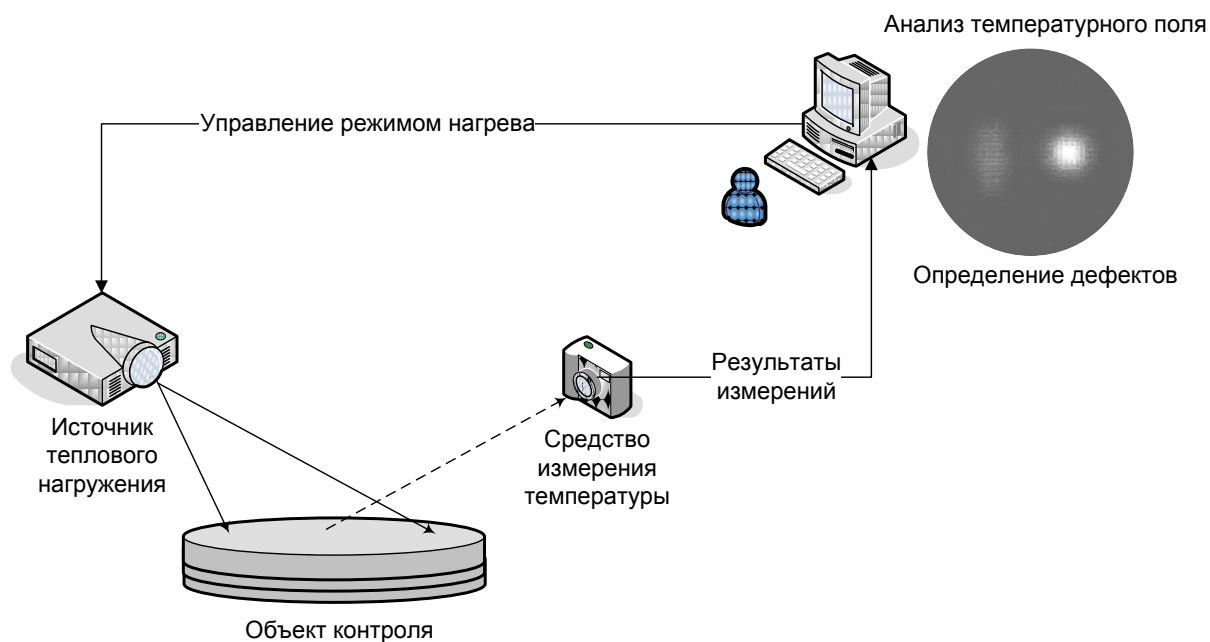 Анализ температурного поля
Управление режимом нагрева
Определение дефектов
Результаты
измерений
Источник
теплового
нагружения
Средство
измерения
температуры
Объект контроля